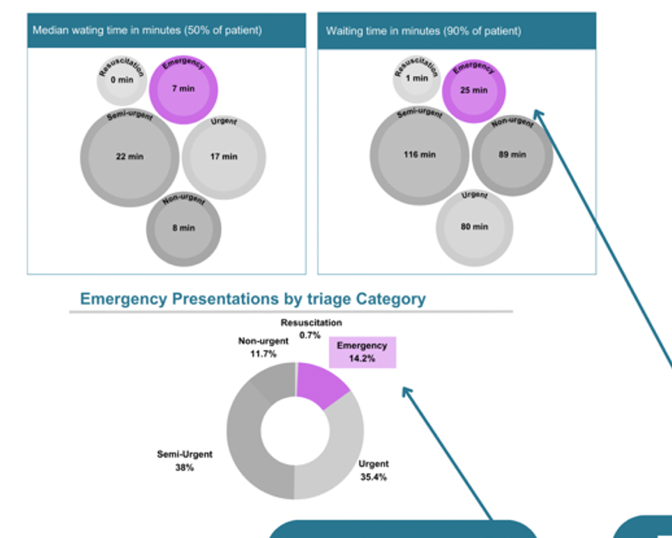 Median wating time in minutes (50% of patient)
Resuscitation
0 min
Emergency
7 min
Semi-urgent
22 min
Urgent
17 min
Non-urgent
8 min
Waiting time in minutes (90% of patient)
Resuscitation
1 min
Emergency
25 min
Semi-urgent
116 min
Non-urgent
89 min
Urgent
80 min
Emergency Presentations by triage Category
Resuscitation
0.7%
Non-urgent
11.7%
Emergency
14.2%
Semi-Urgent
38%
Urgent
35.4%